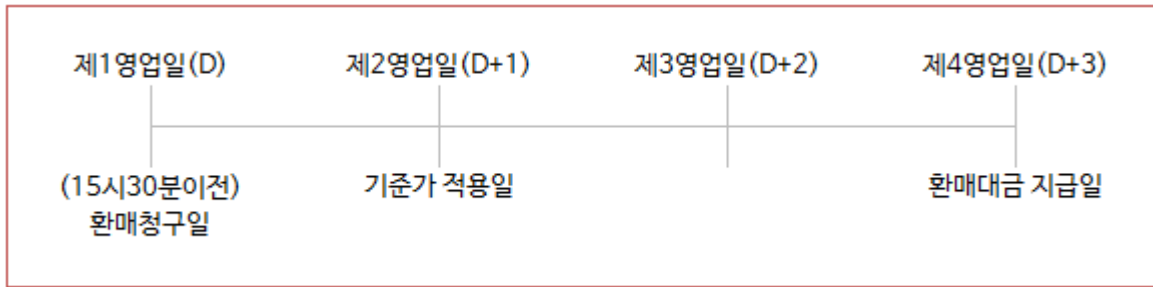 제1영업일(D) 제2영업일(D+1) 제3영업일(D+2) 제4영업일(D+3)
(15시30분이전) 기준가 적용일 환매대금 지급일
환매청구일